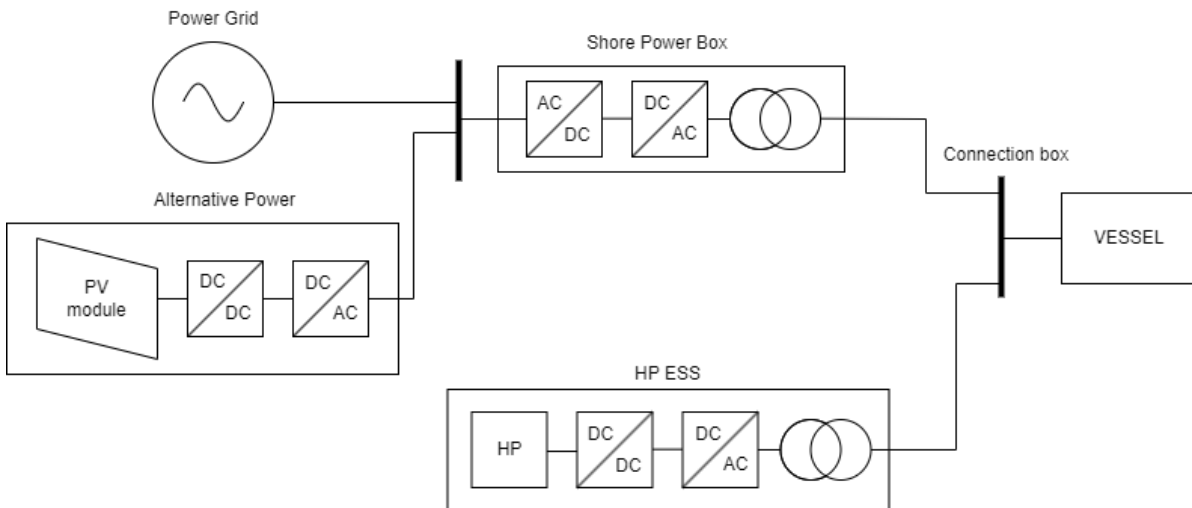 Power Grid
Shore Power Box
AC
DC
DC
AC
Connection box
VESSEL
Alternative Power
PV
module
DC
DC
DC
AC
HP ESS
HP
DC
DC
DC
AC